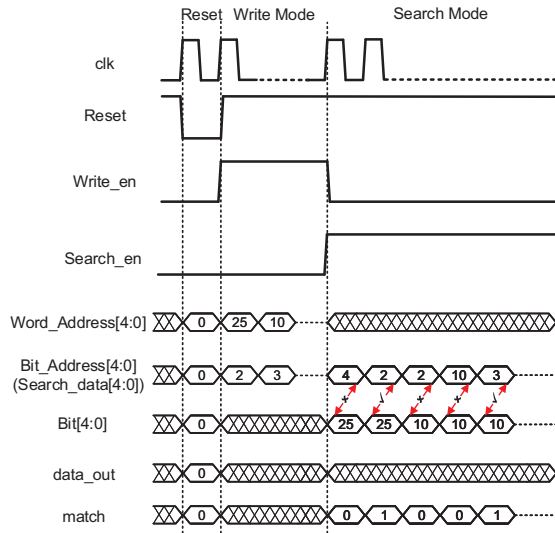 Reset Write Mode Search Mode
clk
Reset
Write_en
Search_en
Word_Address[4:0] 0 25 10
Bit_Address[4:0] 0 2 3 4 2 2 10 3
(Search_data[4:0])
× √ × × √
Bit[4:0] 0 25 25 10 10 10
data_out 0
match 0 0 1 0 0 1